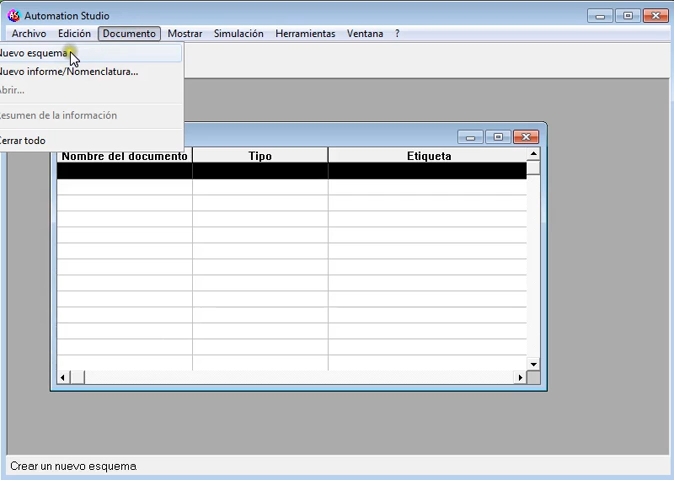 Automation Studio
Archivo Edición Documento Mostrar Simulación Herramientas Ventana ?
Nuevo esquema
Nuevo informe/Nomenclatura...
Abrir...
Resumen de la información
Cerrar todo
Nombre del documento Tipo Etiqueta
Crear un nuevo esquema